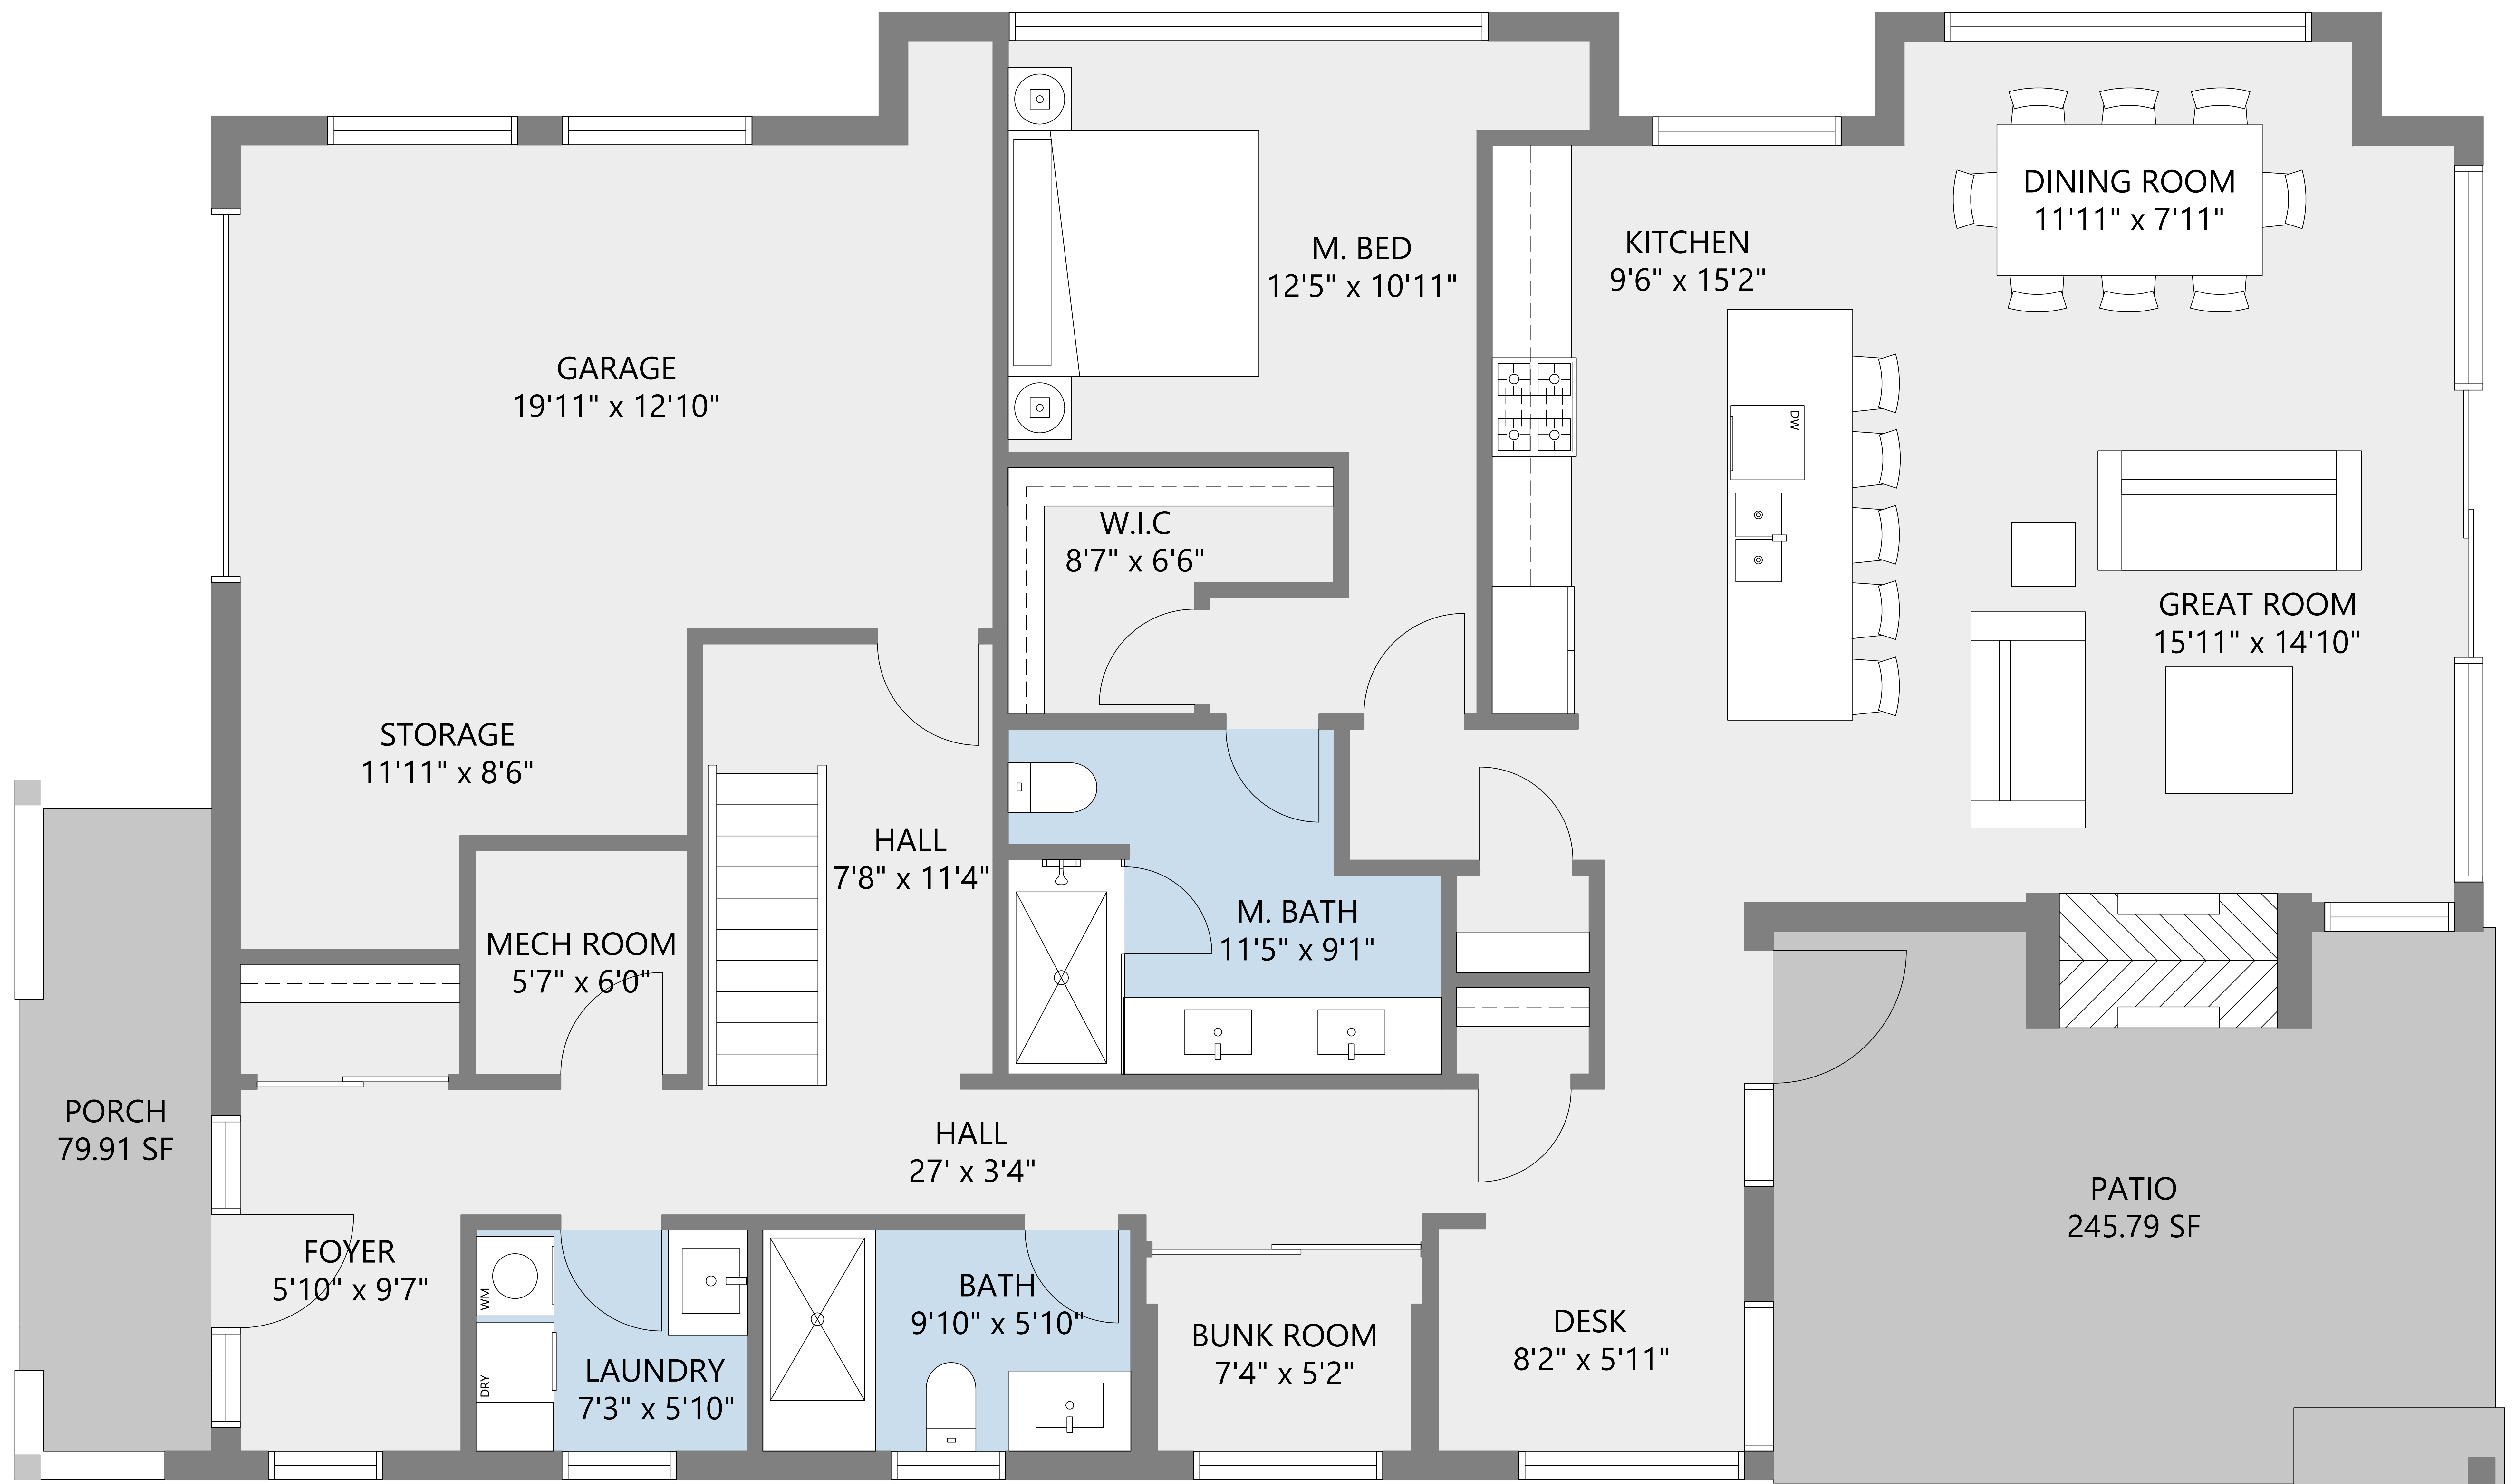 DINING ROOM
11'11" x 7'11"
M. BED
12'5" x 10'11"
KITCHEN
9'6" x 15'2"
GARAGE
19'11" x 12'10"
DW
W.I.C
8'7" x 6'6"
GREAT ROOM
15'11" x 14'10"
STORAGE
11'11" x 8'6"
HALL
7'8" x 11'4"
MECH ROOM
5'7" x 6'0"
M. BATH
11'5" x 9'1"
PORCH
79.91 SF
HALL
27' x 3'4"
PATIO
245.79 SF
FOYER
5'10" x 9'7"
WM
DRY
LAUNDRY
7'3" x 5'10"
BATH
9'10" x 5'10"
BUNK ROOM
7'4" x 5'2"
DESK
8'2" x 5'11"